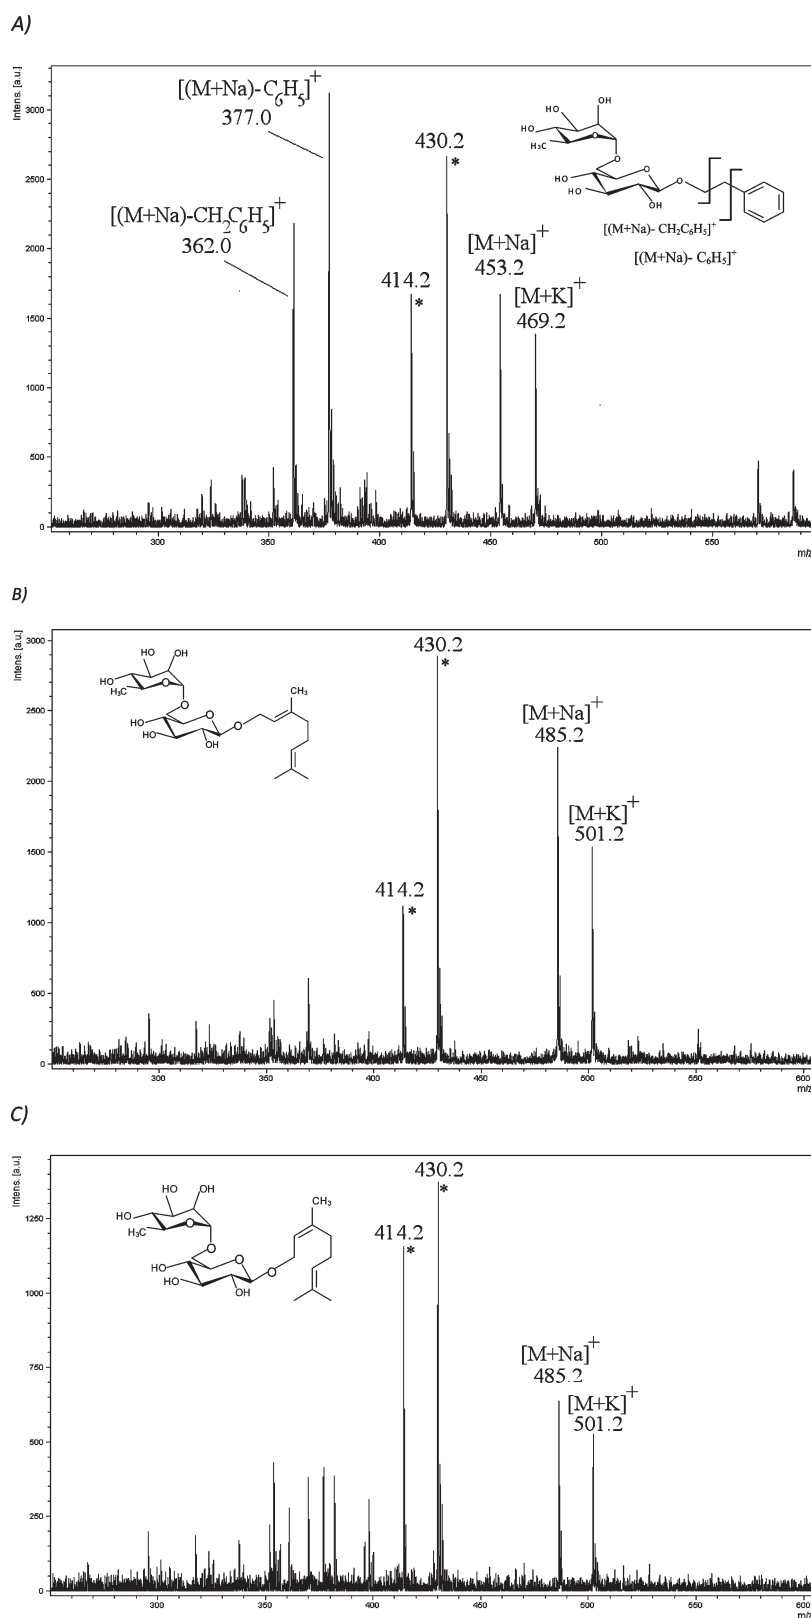 A)
Intens. [a.u.]
3000
2500
2000
1500
1000
500
0
[(M+Na)-C6H5]+
377.0
[(M+Na)-CH2C6H5]+
362.0
414.2
*
430.2
*
[M+Na]+
453.2
[M+K]+
469.2
HO OH
HO
H3C O
O
HO O
HO O
OH
[(M+Na)- CH2C6H5]+
[(M+Na)- C6H5]+
300 350 400 450 500 550
m/z
B)
Intens. [a.u.]
3000
2500
2000
1500
1000
500
0
HO OH
HO
H3C O
O
CH3
HO O
HO O
OH
414.2
*
430.2
*
[M+Na]+
485.2
[M+K]+
501.2
300 350 400 450 500 550 600
m/z
C)
Intens. [a.u.]
1250
1000
750
500
250
0
HO OH
HO
H3C O
O
CH3
HO O
HO O
OH
414.2
*
430.2
*
[M+Na]+
485.2
[M+K]+
501.2
300 350 400 450 500 550 600
m/z